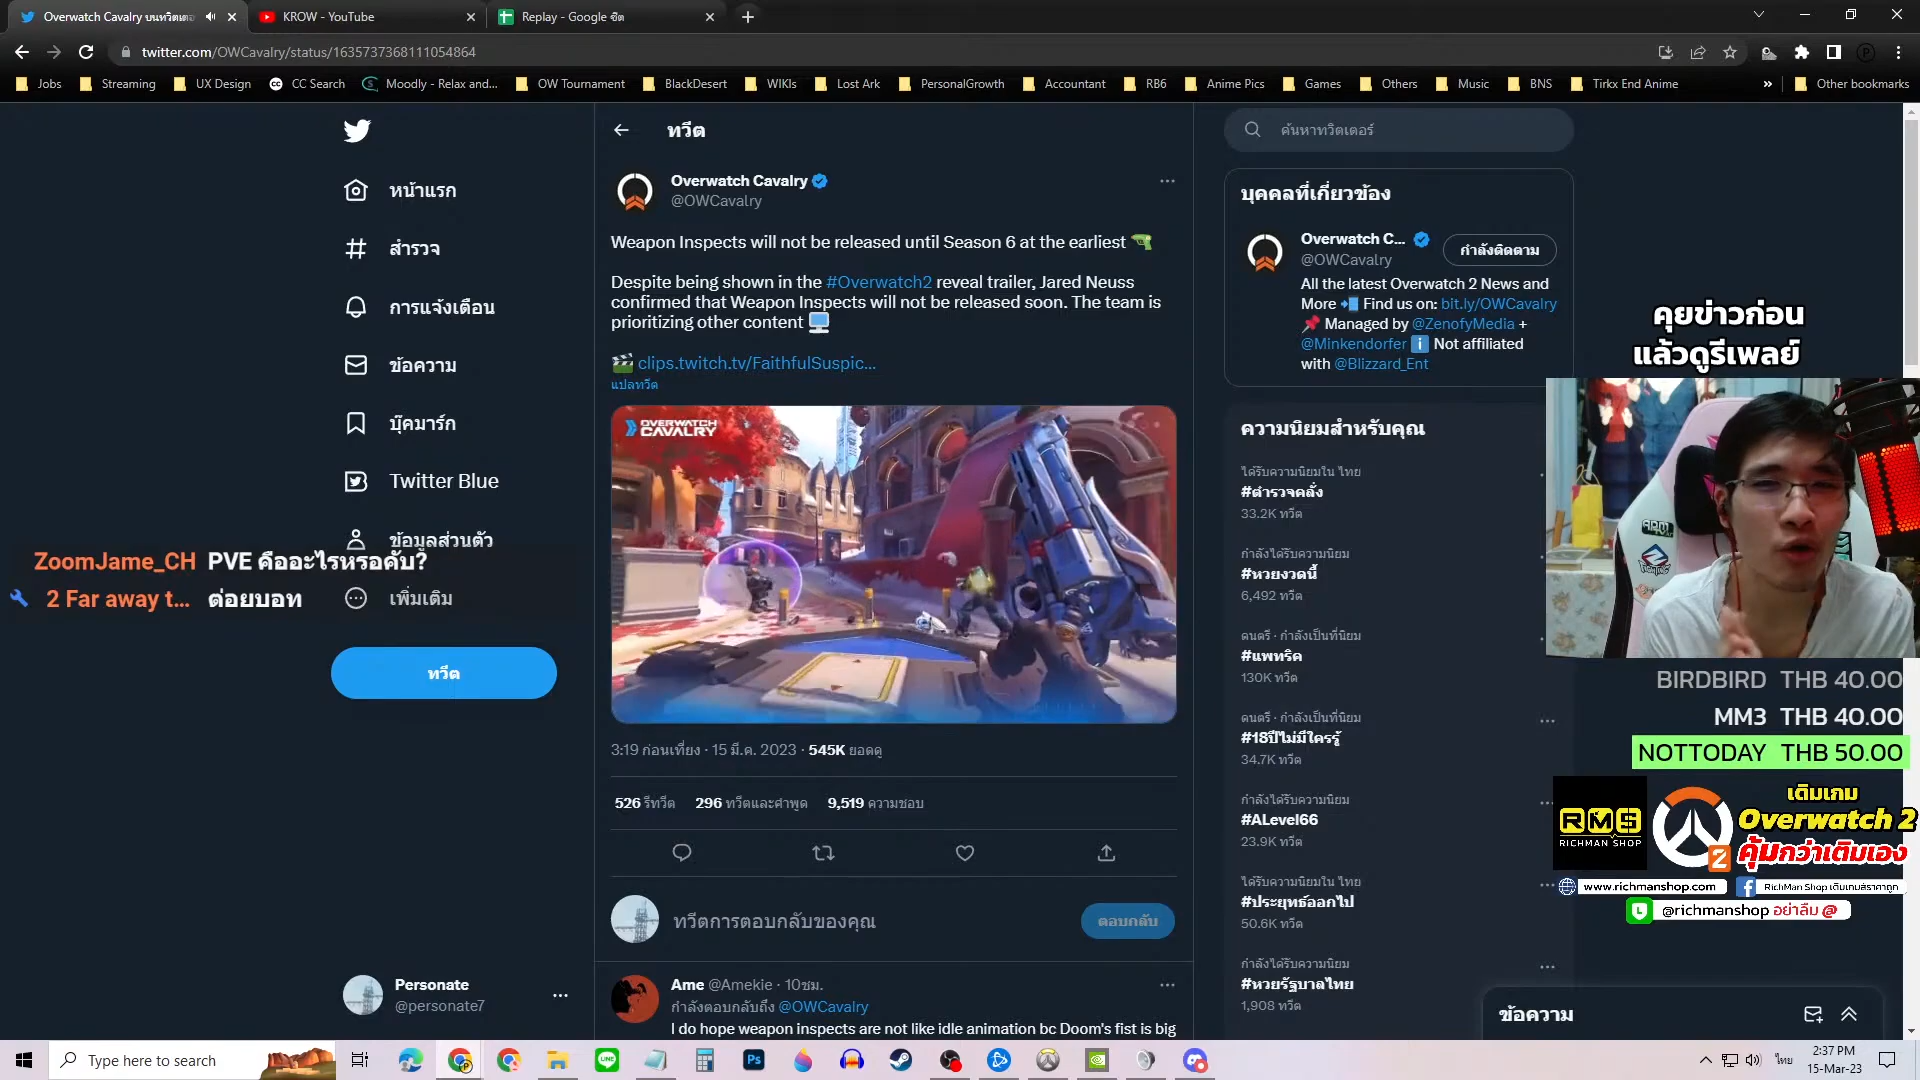 Overwatch Cavalry บนทวิตเตอ
KROW - YouTube
Replay - Google ชีต
twitter.com/OWCavalry/status/1635737368111054864
Jobs
Streaming
UX Design
CC Search
Moodly - Relax and...
OW Tournament
BlackDesert
WIKIs
Lost Ark
PersonalGrowth
Accountant
RB6
Anime Pics
Games
Others
Music
BNS
Tirkx End Anime
»
Other bookmarks
หน้าแรก
สำรวจ
การแจ้งเตือน
ข้อความ
บุ๊คมาร์ก
Twitter Blue
ข้อมูลส่วนตัว
ZoomJame_CH PVE คืออะไรหรอคับ?
2 Far away t... ต่อยบอท
เพิ่มเติม
ทวีต
Personate
@personate7
ทวีต
Overwatch Cavalry
@OWCavalry
Weapon Inspects will not be released until Season 6 at the earliest
Despite being shown in the #Overwatch2 reveal trailer, Jared Neuss
confirmed that Weapon Inspects will not be released soon. The team is
prioritizing other content
clips.twitch.tv/FaithfulSuspic...
แปลทวีต
OVERWATCH
CAVALRY
3:19 ก่อนเที่ยง · 15 มี.ค. 2023 · 545K ยอดดู
526 รีทวีต 296 ทวีตและคำพูด 9,519 ความชอบ
ทวีตการตอบกลับของคุณ
ตอบกลับ
Ame @Amekie · 10ชม.
กำลังตอบกลับถึง @OWCavalry
I do hope weapon inspects are not like idle animation bc Doom's fist is big
ค้นหาทวิตเตอร์
บุคคลที่เกี่ยวข้อง
Overwatch C...
@OWCavalry
กำลังติดตาม
All the latest Overwatch 2 News and
More Find us on: bit.ly/OWCavalry
Managed by @ZenofyMedia +
@Minkendorfer Not affiliated
with @Blizzard_Ent
ความนิยมสำหรับคุณ
ได้รับความนิยมใน ไทย
#ตำรวจคลั่ง
33.2K ทวีต
กำลังได้รับความนิยม
#หวยงวดนี้
6,492 ทวีต
ดนตรี · กำลังเป็นที่นิยม
#แพทริค
130K ทวีต
ดนตรี · กำลังเป็นที่นิยม
#18ปีไม่มีใครรู้
34.7K ทวีต
กำลังได้รับความนิยม
#ALevel66
23.9K ทวีต
ได้รับความนิยมใน ไทย
#ประยุทธ์ออกไป
50.6K ทวีต
กำลังได้รับความนิยม
#หวยรัฐบาลไทย
1,908 ทวีต
ข้อความ
คุยข่าวก่อน
แล้วดูรีเพลย์
BIRDBIRD THB 40.00
MM3 THB 40.00
NOTTODAY THB 50.00
RMS
RICHMAN SHOP
2
เติมเกม
Overwatch 2
คุ้มกว่าเติมเอง
www.richmanshop.com
RichMan Shop เติมเกมส์ราคาถูก
@richmanshop อย่าลืม @
Type here to search
ไทย
2:37 PM
15-Mar-23